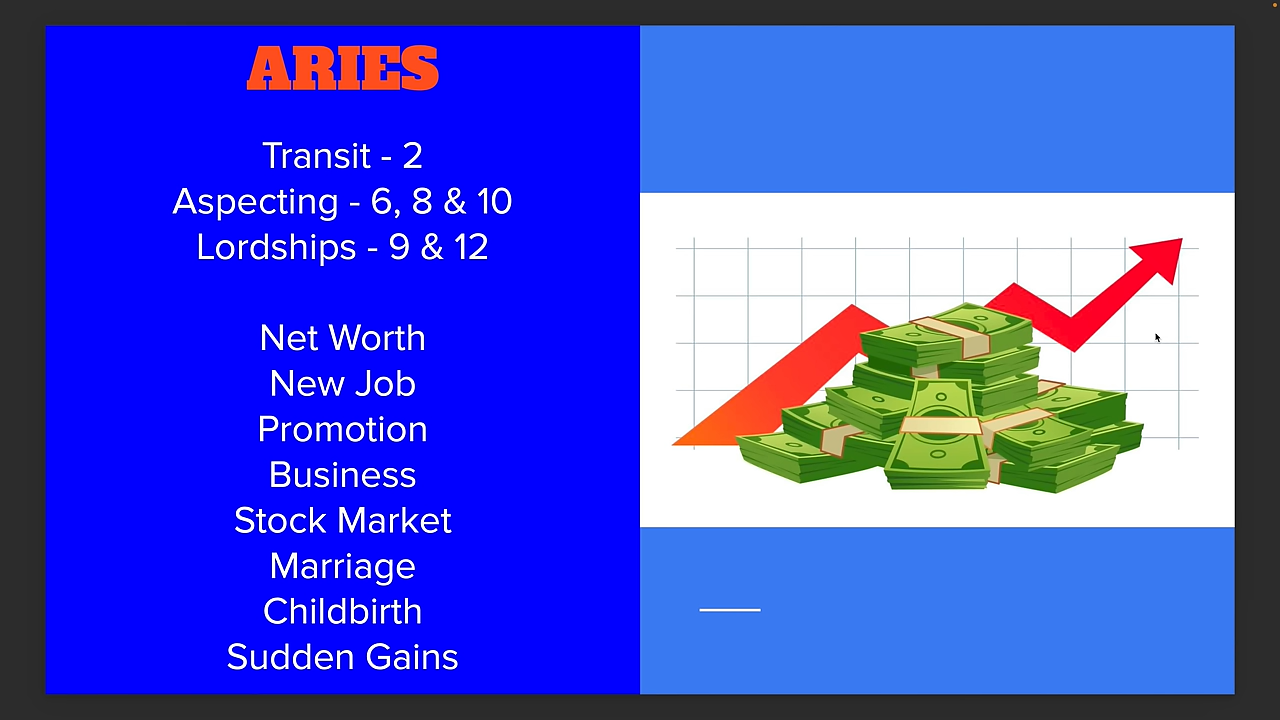 ARIES
Transit - 2
Aspecting - 6, 8 & 10
Lordships - 9 & 12
Net Worth
New Job
Promotion
Business
Stock Market
Marriage
Childbirth
Sudden Gains